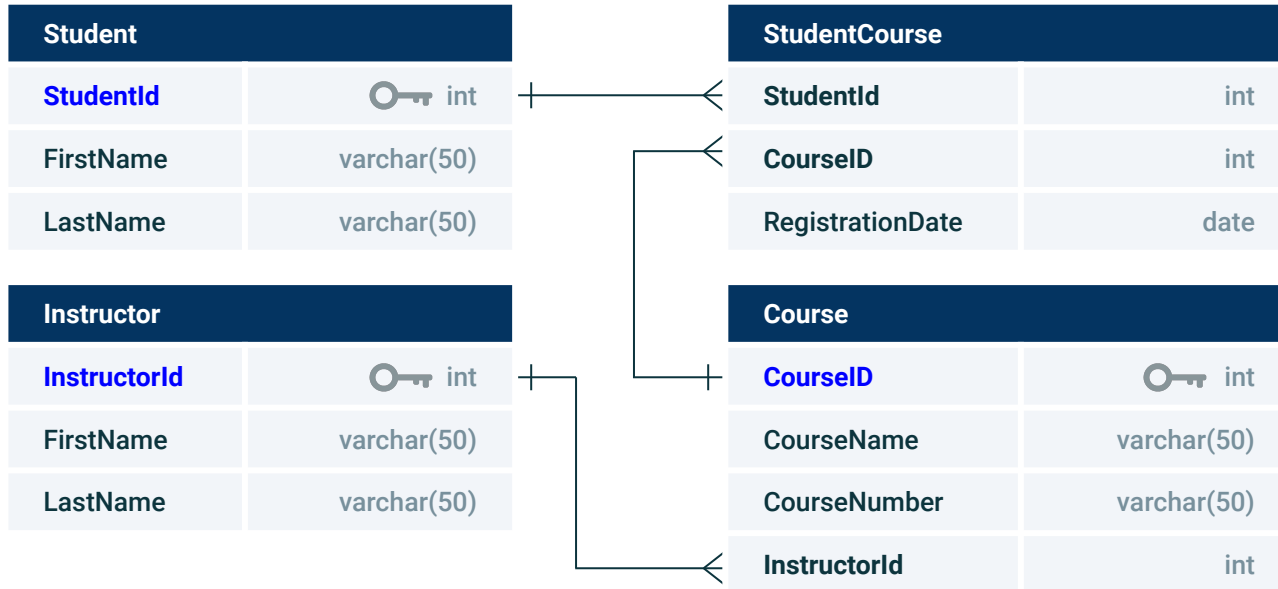 Student
StudentId int
FirstName varchar(50)
LastName varchar(50)
StudentCourse
StudentId int
CourseID int
RegistrationDate date
Instructor
InstructorId int
FirstName varchar(50)
LastName varchar(50)
Course
CourseID int
CourseName varchar(50)
CourseNumber varchar(50)
InstructorId int